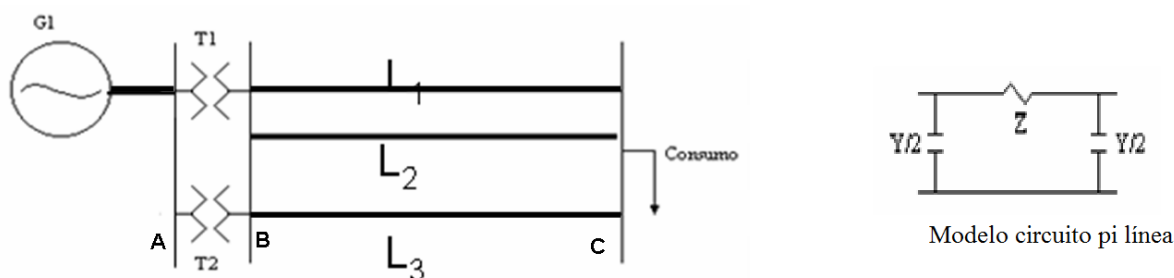 G1
T1
L1
L2
Consumo
A
B
C
T2
L3
Y/2
Z
Y/2
Modelo circuito pi línea